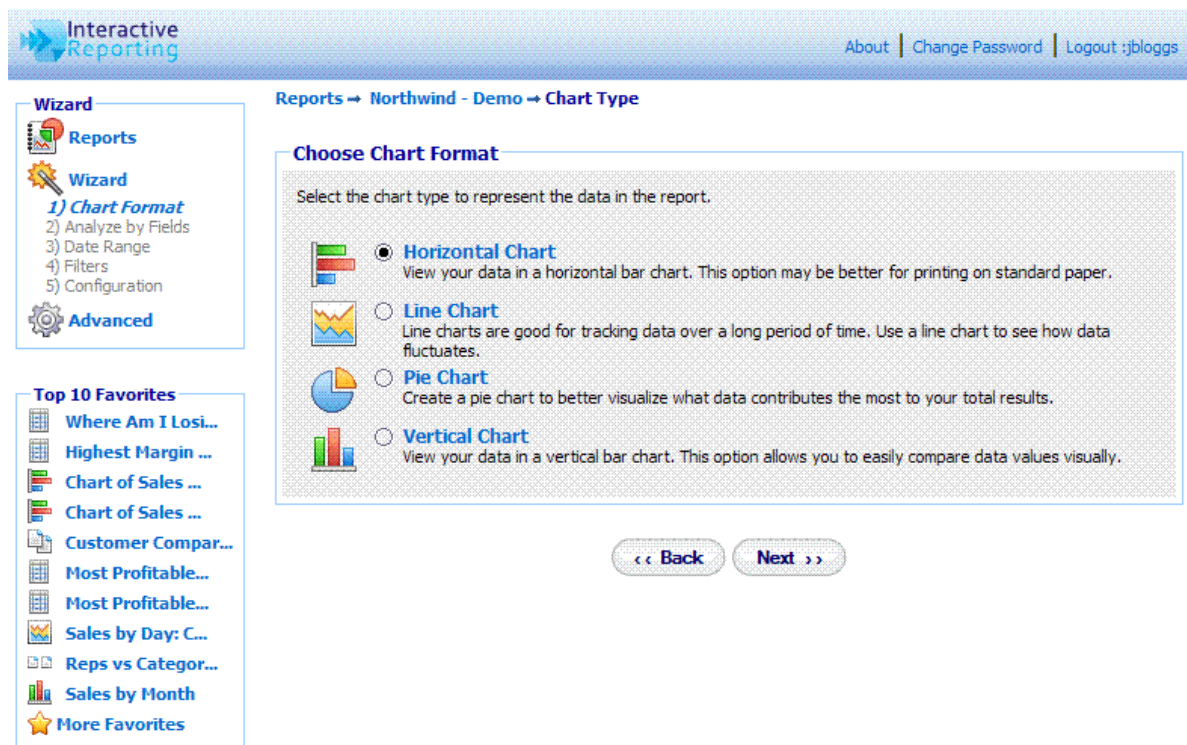 Interactive
Reporting
About | Change Password | Logout :jbloggs
Wizard
Reports
Wizard
1) Chart Format
2) Analyze by Fields
3) Date Range
4) Filters
5) Configuration
Advanced
Top 10 Favorites
Where Am I Losi...
Highest Margin ...
Chart of Sales ...
Chart of Sales ...
Customer Compar...
Most Profitable...
Most Profitable...
Sales by Day: C...
Reps vs Categor...
Sales by Month
More Favorites
Reports → Northwind - Demo → Chart Type
Choose Chart Format
Select the chart type to represent the data in the report.
Horizontal Chart
View your data in a horizontal bar chart. This option may be better for printing on standard paper.
Line Chart
Line charts are good for tracking data over a long period of time. Use a line chart to see how data
fluctuates.
Pie Chart
Create a pie chart to better visualize what data contributes the most to your total results.
Vertical Chart
View your data in a vertical bar chart. This option allows you to easily compare data values visually.
‹‹ Back
Next ››